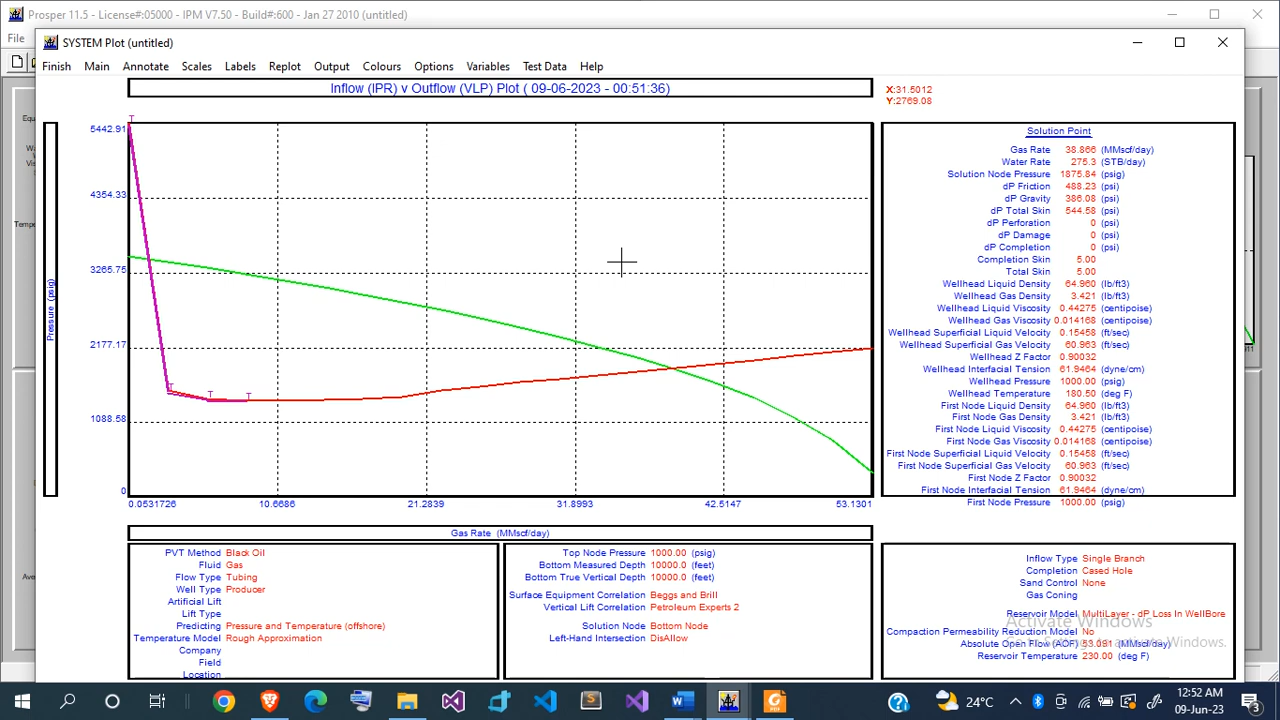 Prosper 11.5 - License#:05000 - IPM V7.50 - Build#:600 - Jan 27 2010 (untitled)
File
SYSTEM Plot (untitled)
Finish Main Annotate Scales Labels Replot Output Colours Options Variables Test Data Help
Inflow (IPR) v Outflow (VLP) Plot ( 09-06-2023 - 00:51:36)
X:31.5012
Y:2769.08
Pressure (psig)
5442.91
4354.33
3265.75
2177.17
1088.58
0
T
T
T
T
0.0531726 10.6686 21.2839 31.8993 42.5147 53.1301
Gas Rate (MMscf/day)
Solution Point
Gas Rate 38.866 (MMscf/day)
Water Rate 275.3 (STB/day)
Solution Node Pressure 1875.84 (psig)
dP Friction 488.23 (psi)
dP Gravity 386.08 (psi)
dP Total Skin 544.58 (psi)
dP Perforation 0 (psi)
dP Damage 0 (psi)
dP Completion 0 (psi)
Completion Skin 5.00
Total Skin 5.00
Wellhead Liquid Density 64.960 (lb/ft3)
Wellhead Gas Density 3.421 (lb/ft3)
Wellhead Liquid Viscosity 0.44275 (centipoise)
Wellhead Gas Viscosity 0.014168 (centipoise)
Wellhead Superficial Liquid Velocity 0.15458 (ft/sec)
Wellhead Superficial Gas Velocity 60.963 (ft/sec)
Wellhead Z Factor 0.90032
Wellhead Interfacial Tension 61.9464 (dyne/cm)
Wellhead Pressure 1000.00 (psig)
Wellhead Temperature 180.50 (deg F)
First Node Liquid Density 64.960 (lb/ft3)
First Node Gas Density 3.421 (lb/ft3)
First Node Liquid Viscosity 0.44275 (centipoise)
First Node Gas Viscosity 0.014168 (centipoise)
First Node Superficial Liquid Velocity 0.15458 (ft/sec)
First Node Superficial Gas Velocity 60.963 (ft/sec)
First Node Z Factor 0.90032
First Node Interfacial Tension 61.9464 (dyne/cm)
First Node Pressure 1000.00 (psig)
PVT Method Black Oil
Fluid Gas
Flow Type Tubing
Well Type Producer
Artificial Lift
Lift Type
Predicting Pressure and Temperature (offshore)
Temperature Model Rough Approximation
Company
Field
Location
Top Node Pressure 1000.00 (psig)
Bottom Measured Depth 10000.0 (feet)
Bottom True Vertical Depth 10000.0 (feet)
Surface Equipment Correlation Beggs and Brill
Vertical Lift Correlation Petroleum Experts 2
Solution Node Bottom Node
Left-Hand Intersection DisAllow
Inflow Type Single Branch
Completion Cased Hole
Sand Control None
Gas Coning
Reservoir Model MultiLayer - dP Loss In WellBore
Compaction Permeability Reduction Model No
Absolute Open Flow (AOF) 53.091 (MMscf/day)
Reservoir Temperature 230.00 (deg F)
Activate Windows
24°C
12:52 AM
09-Jun-23
3